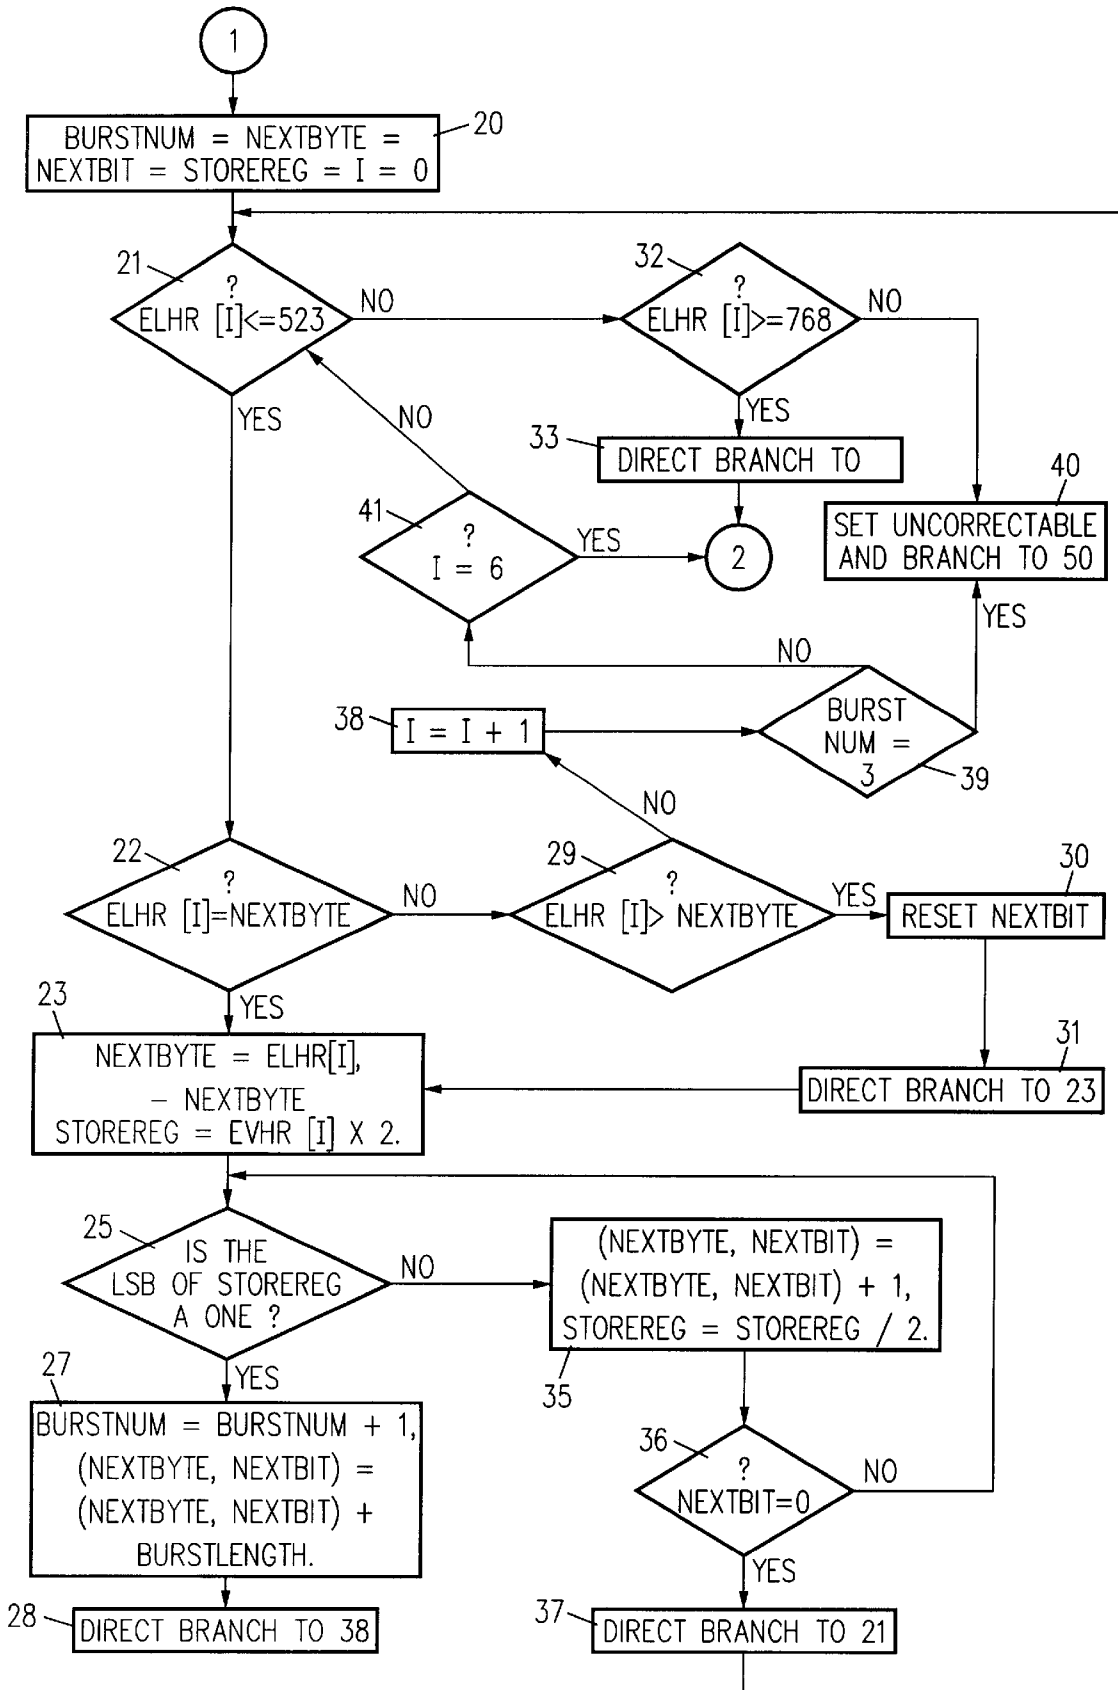 1
20
BURSTNUM = NEXTBYTE =
NEXTBIT = STOREREG = I = 0
21
?
ELHR [I]<=523
NO
YES
32
?
ELHR [I]>=768
NO
YES
33
DIRECT BRANCH TO
2
40
SET UNCORRECTABLE
AND BRANCH TO 50
NO
41
?
I = 6
YES
YES
NO
38
I = I + 1
BURST
NUM =
3
39
NO
22
?
ELHR [I]=NEXTBYTE
NO
YES
29
?
ELHR [I]> NEXTBYTE
YES
30
RESET NEXTBIT
31
DIRECT BRANCH TO 23
23
NEXTBYTE = ELHR[I],
– NEXTBYTE
STOREREG = EVHR [I] X 2.
25
IS THE
LSB OF STOREREG
A ONE ?
NO
YES
(NEXTBYTE, NEXTBIT) =
(NEXTBYTE, NEXTBIT) + 1,
STOREREG = STOREREG / 2.
35
27
BURSTNUM = BURSTNUM + 1,
(NEXTBYTE, NEXTBIT) =
(NEXTBYTE, NEXTBIT) +
BURSTLENGTH.
36
?
NEXTBIT=0
NO
YES
28
DIRECT BRANCH TO 38
37
DIRECT BRANCH TO 21